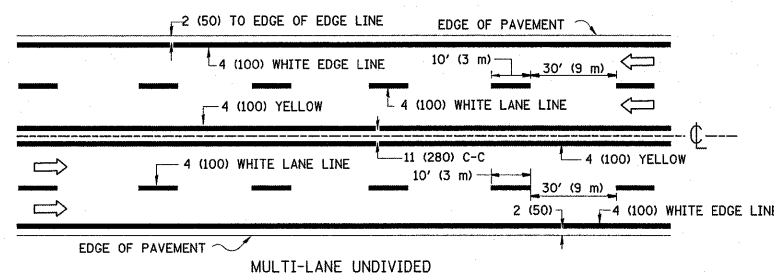 2 (50) TO EDGE OF EDGE LINE
EDGE OF PAVEMENT
4 (100) WHITE EDGE LINE
10' (3 m)
30' (9 m)
4 (100) YELLOW
4 (100) WHITE LANE LINE
4 (100) WHITE LANE LINE
11 (280) C-C
4 (100) YELLOW
10' (3 m)
30' (9 m)
2 (50)
4 (100) WHITE EDGE LINE
EDGE OF PAVEMENT
MULTI-LANE UNDIVIDED